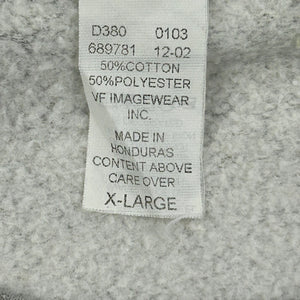 D380 0103
689781 12-02
50%COTTON
50%POLYESTER
VF IMAGEWEAR
INC.
MADE IN
HONDURAS
CONTENT ABOVE
CARE OVER
X-LARGE